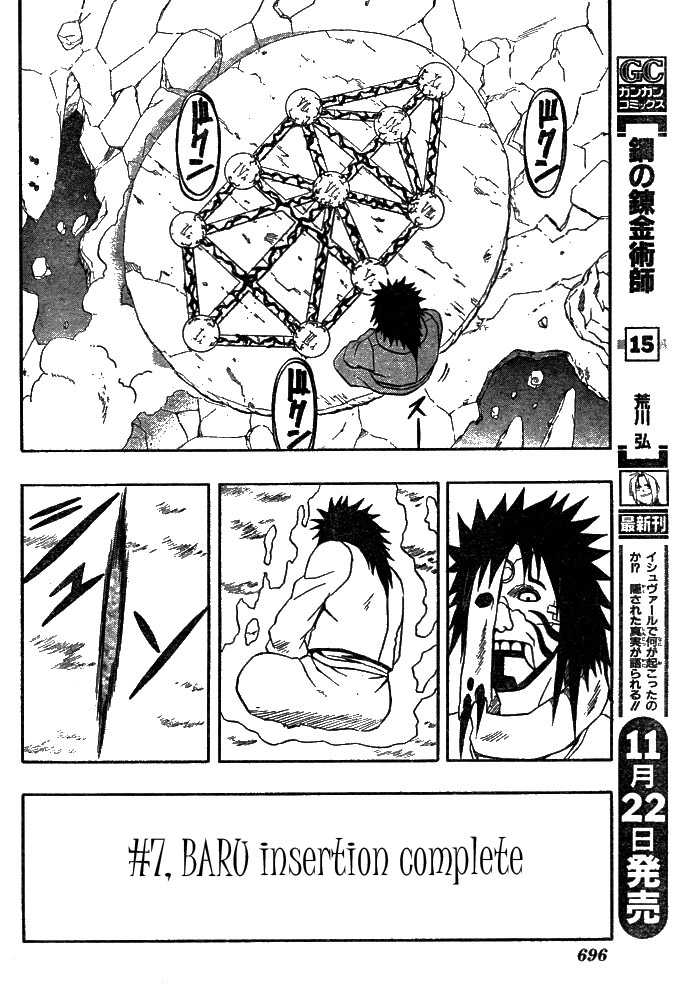 ドクン
ドクン
ドクン
スー
#7, BARU insertion complete
696
GC
ガンガン
コミックス
鋼の錬金術師
15
荒川 弘
最新刊
イシュヴァールで何が起こったの
か!? 隠された真実が語られる!!
11月22日発売